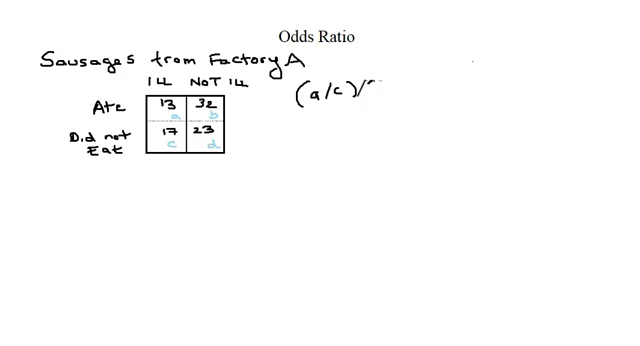 Odds Ratio
Sausages from Factory A
ILL NOT ILL
Ate 13 32
a b
Did not 17 23
Eat c d
(a/c)/